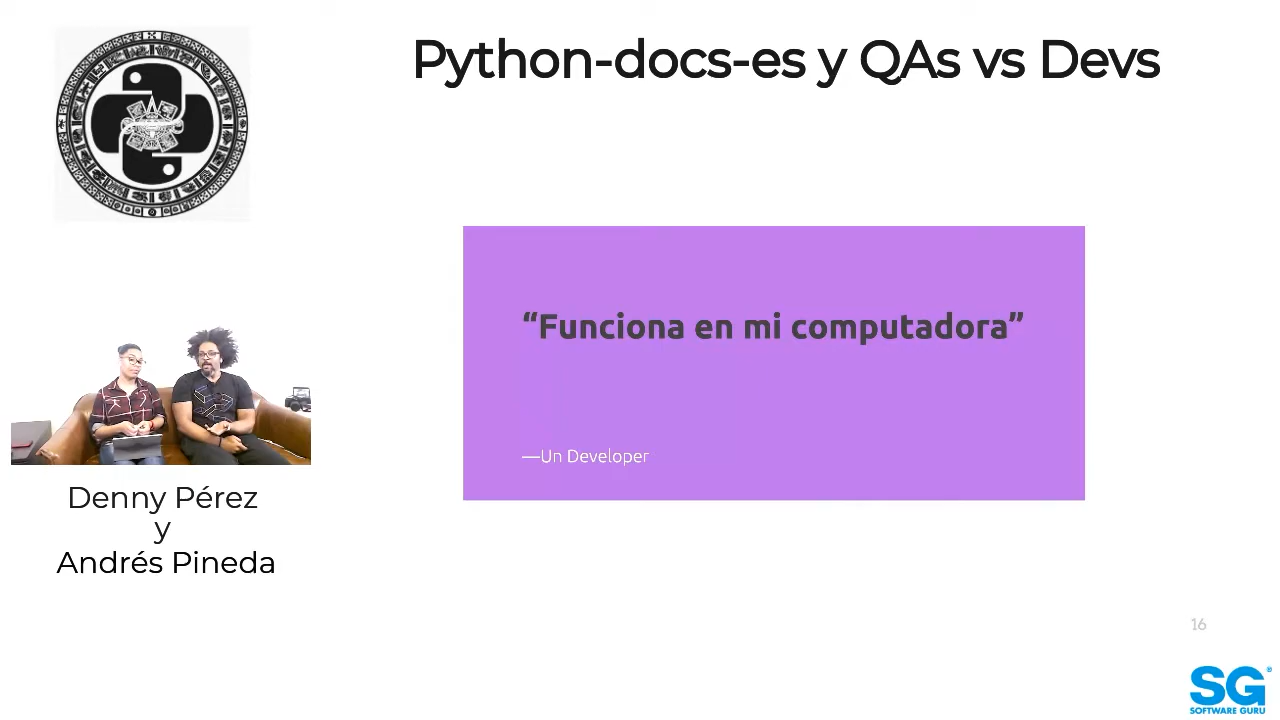 Python-docs-es y QAs vs Devs
“Funciona en mi computadora”
—Un Developer
Denny Pérez
y
Andrés Pineda
16
SG®
SOFTWARE GURU